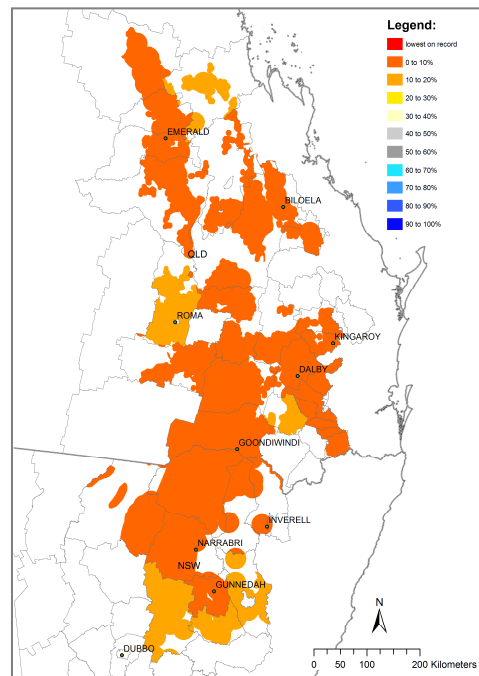 Legend:
lowest on record
0 to 10%
10 to 20%
20 to 30%
30 to 40%
40 to 50%
50 to 60%
60 to 70%
70 to 80%
80 to 90%
90 to 100%
EMERALD
BILOELA
QLD
ROMA
KINGAROY
DALBY
GOONDIWINDI
INVERELL
NARRABRI
NSW
GUNNEDAH
DUBBO
N
0 50 100 200 Kilometers